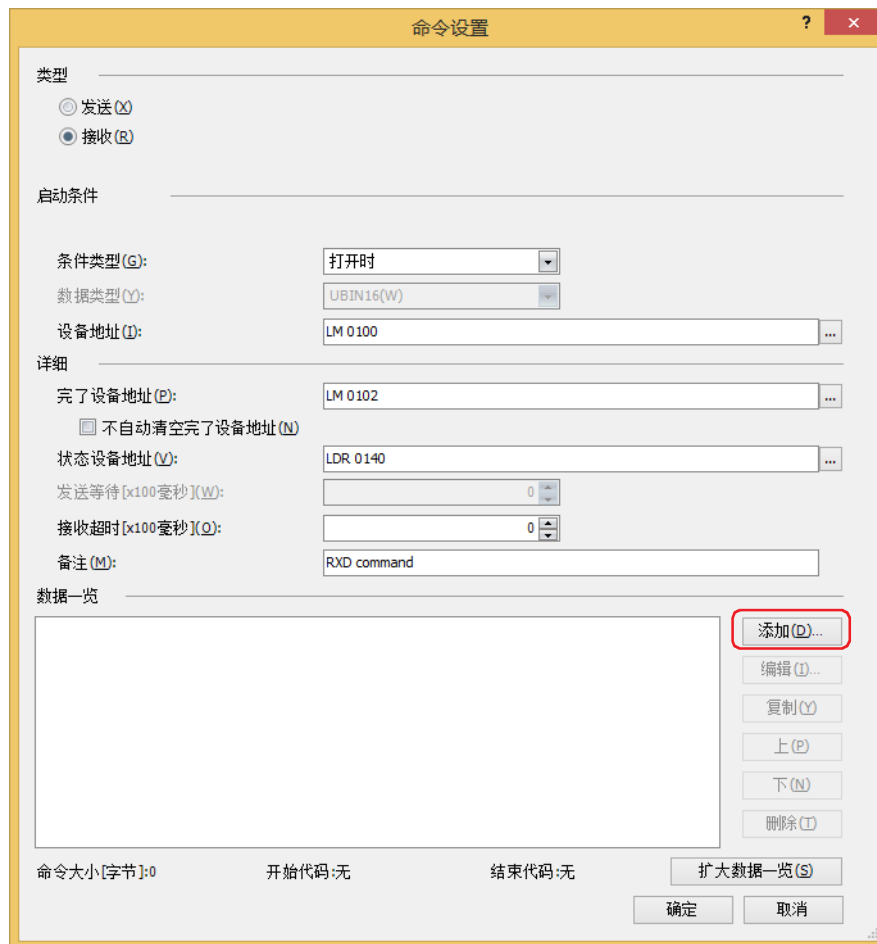 命令设置
? ×
类型
发送(X)
接收(R)
启动条件
条件类型(G): 打开时
数据类型(Y): UBIN16(W)
设备地址(I): LM 0100 ...
详细
完了设备地址(P): LM 0102 ...
不自动清空完了设备地址(N)
状态设备地址(V): LDR 0140 ...
发送等待[x100毫秒](W): 0
接收超时[x100毫秒](O): 0
备注(M): RXD command
数据一览
添加(D)...
编辑(I)...
复制(Y)
上(P)
下(N)
删除(T)
命令大小[字节]:0 开始代码:无 结束代码:无 扩大数据一览(S)
确定 取消